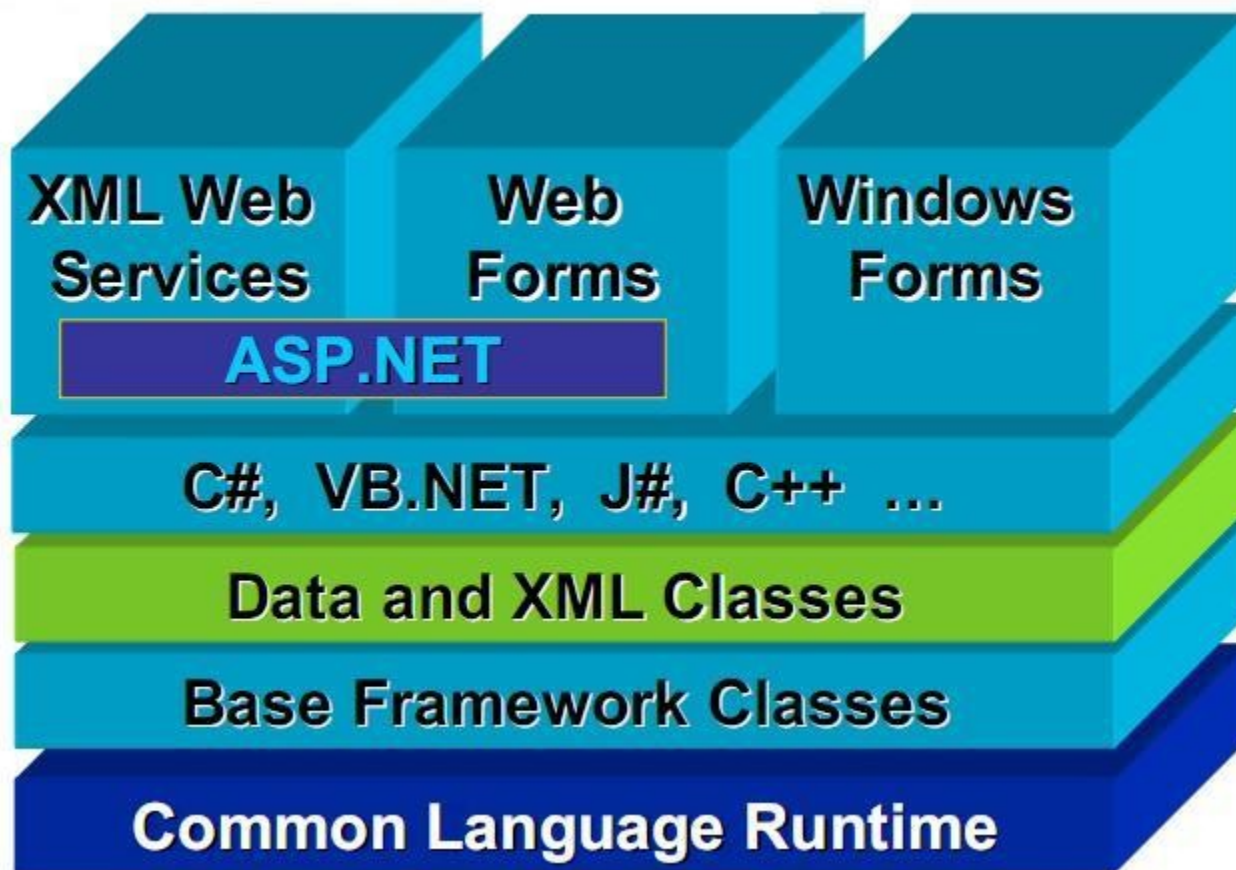 XML Web
Services
Web
Forms
Windows
Forms
ASP.NET
C#, VB.NET, J#, C++ ...
Data and XML Classes
Base Framework Classes
Common Language Runtime